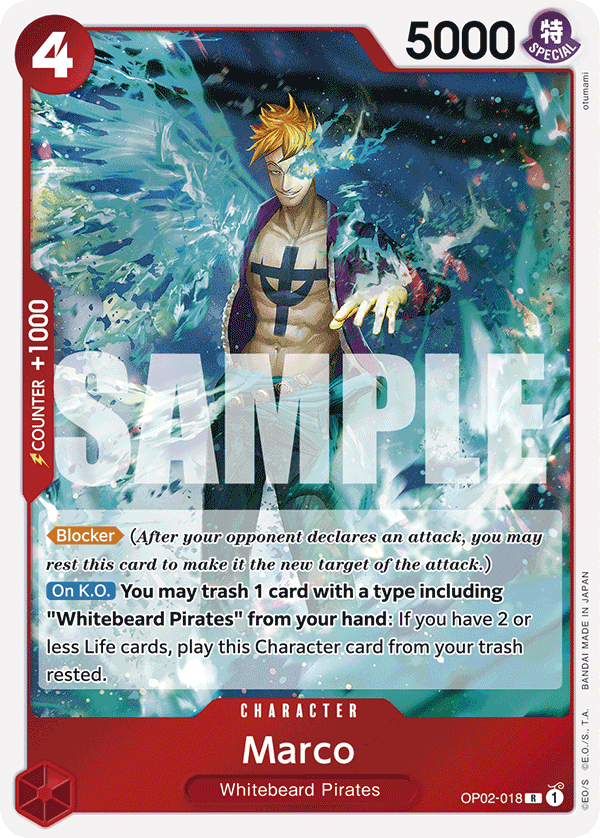 4
5000
特
SPECIAL
otumami
COUNTER +1000
SAMPLE
Blocker (After your opponent declares an attack, you may
rest this card to make it the new target of the attack.)
On K.O. You may trash 1 card with a type including
"Whitebeard Pirates" from your hand: If you have 2 or
less Life cards, play this Character card from your trash
rested.
CHARACTER
Marco
Whitebeard Pirates
OP02-018 R 1
©EO/S ©E.O./S., T.A. BANDAI MADE IN JAPAN